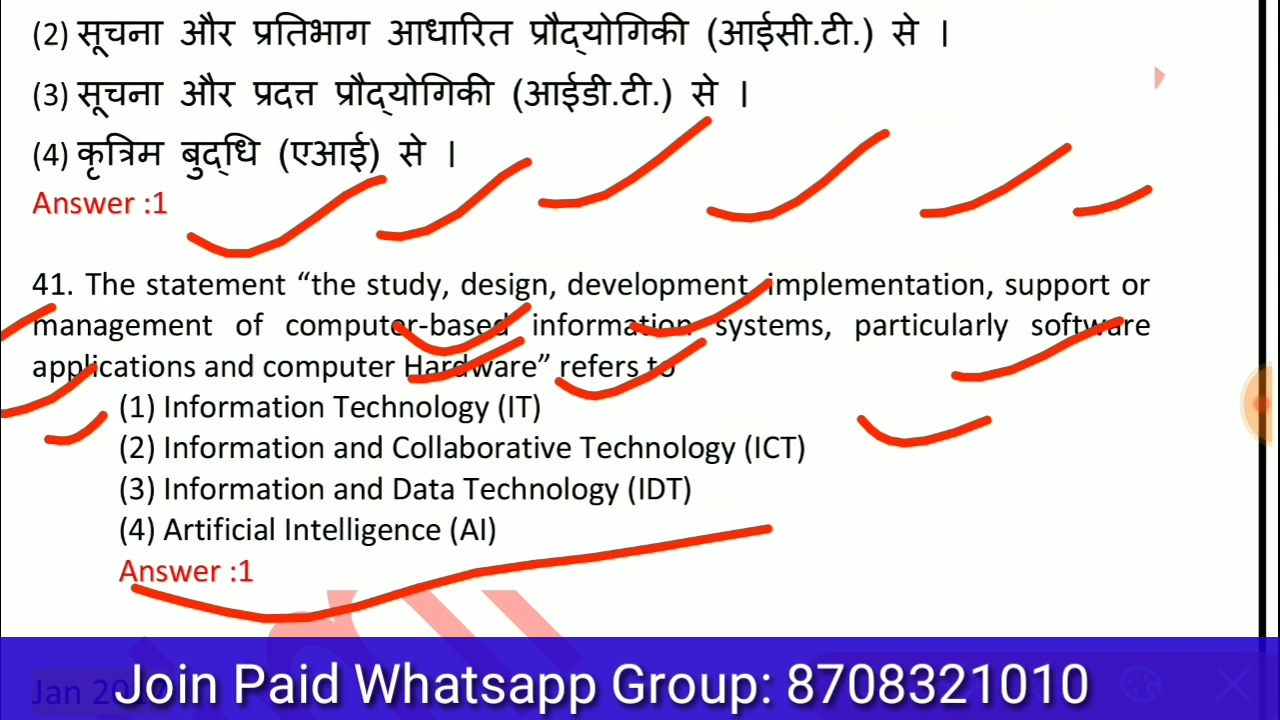 (2) सूचना और प्रतिभाग आधारित प्रौद्योगिकी (आईसी.टी.) से ।
(3) सूचना और प्रदत्त प्रौद्योगिकी (आईडी.टी.) से ।
(4) कृत्रिम बुद्धि (एआई) से ।
Answer :1
41. The statement “the study, design, development, implementation, support or
management of computer-based information systems, particularly software
applications and computer Hardware” refers to
(1) Information Technology (IT)
(2) Information and Collaborative Technology (ICT)
(3) Information and Data Technology (IDT)
(4) Artificial Intelligence (AI)
Answer :1
Jan
Join Paid Whatsapp Group: 8708321010